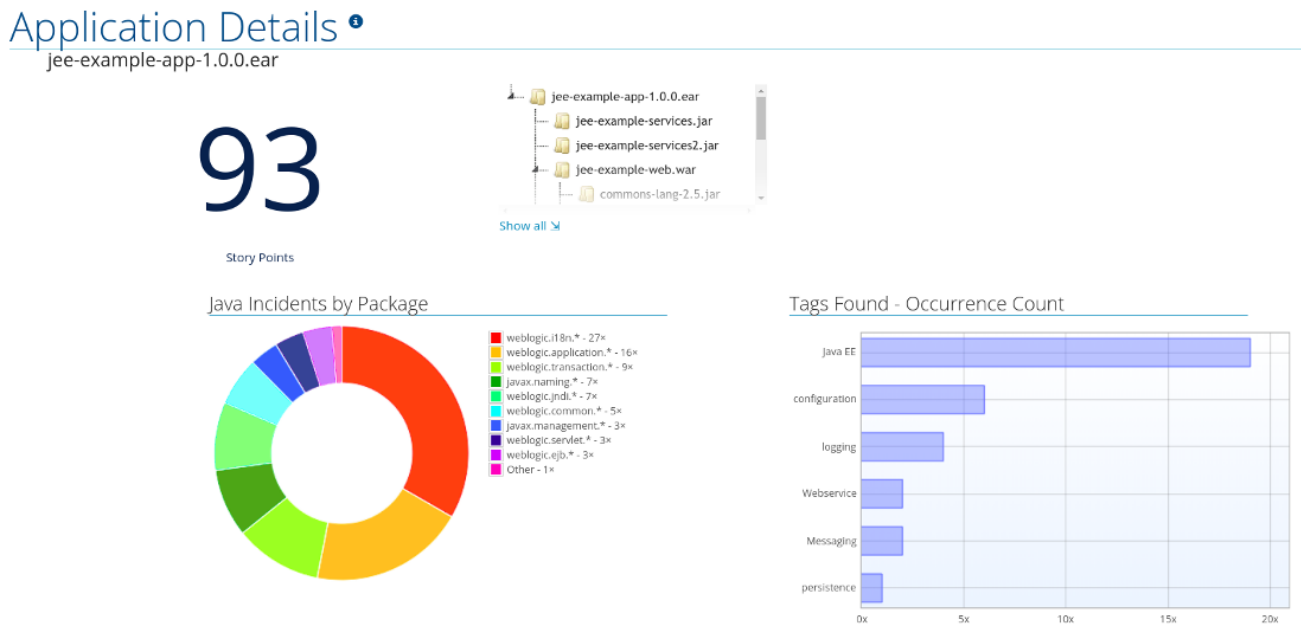 Application Details
jee-example-app-1.0.0.ear
93
Story Points
jee-example-app-1.0.0.ear
jee-example-services.jar
jee-example-services2.jar
jee-example-web.war
commons-lang-2.5.jar
Show all
Java Incidents by Package
weblogic.i18n.* - 27×
weblogic.application.* - 16×
weblogic.transaction.* - 9×
javax.naming.* - 7×
weblogic.jndi.* - 7×
weblogic.common.* - 5×
javax.management.* - 3×
weblogic.servlet.* - 3×
weblogic.ejb.* - 3×
Other - 1×
Tags Found - Occurrence Count
Java EE
configuration
logging
Webservice
Messaging
persistence
0x 5x 10x 15x 20x